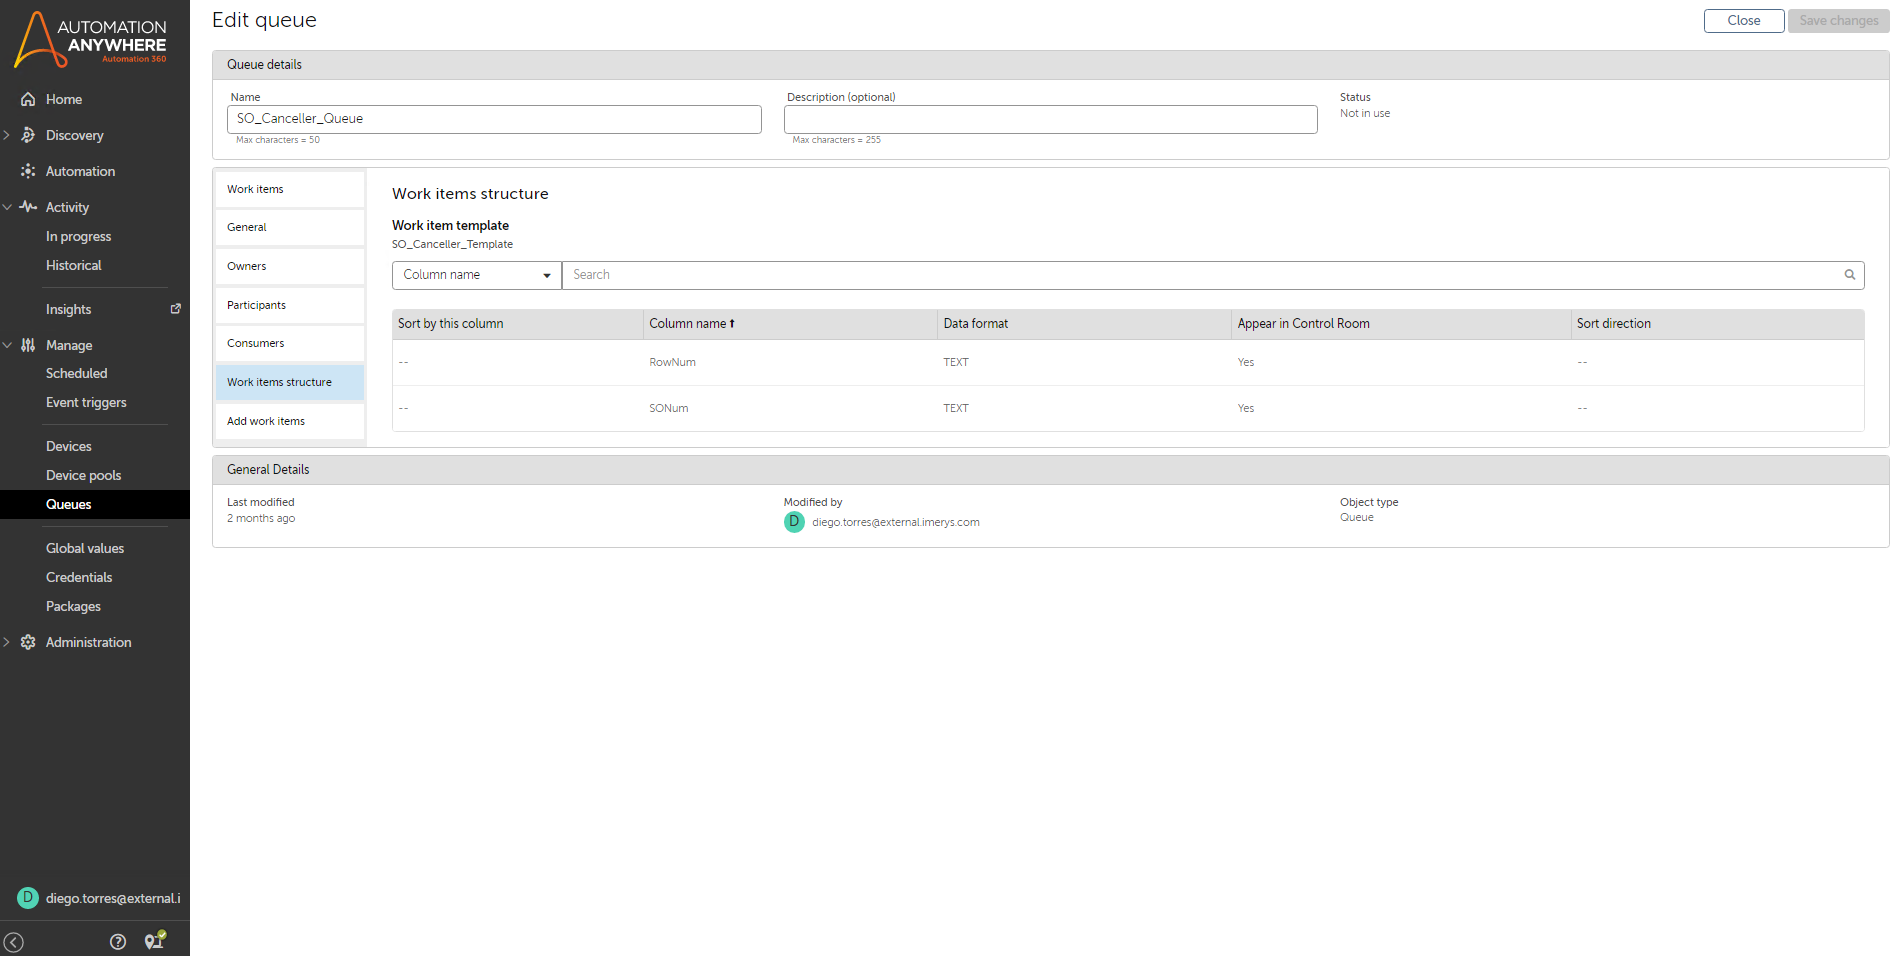 AUTOMATION
ANYWHERE
Automation 360
Home
Discovery
Automation
Activity
In progress
Historical
Insights
Manage
Scheduled
Event triggers
Devices
Device pools
Queues
Global values
Credentials
Packages
Administration
D diego.torres@external.i
Edit queue
Close
Save changes
Queue details
Name
SO_Canceller_Queue
Max characters = 50
Description (optional)
Max characters = 255
Status
Not in use
Work items
General
Owners
Participants
Consumers
Work items structure
Add work items
Work items structure
Work item template
SO_Canceller_Template
Column name
Search
Sort by this column Column name Data format Appear in Control Room Sort direction
-- RowNum TEXT Yes --
-- SONum TEXT Yes --
General Details
Last modified
2 months ago
Modified by
D diego.torres@external.imerys.com
Object type
Queue